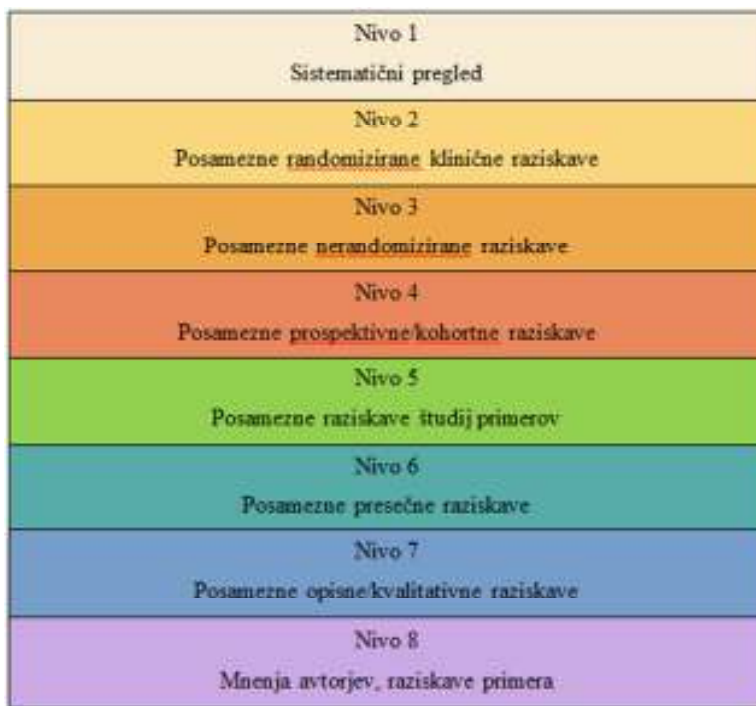 Nivo 1
Sistematični pregled
Nivo 2
Posamezne randomizirane klinične raziskave
Nivo 3
Posamezne nerandomizirane raziskave
Nivo 4
Posamezne prospektivne/kohortne raziskave
Nivo 5
Posamezne raziskave študij primerov
Nivo 6
Posamezne presečne raziskave
Nivo 7
Posamezne opisne/kvalitativne raziskave
Nivo 8
Mnenja avtorjev, raziskave primera